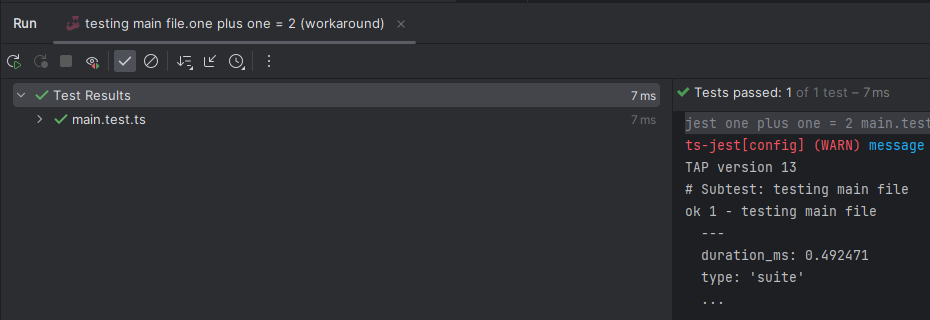 Run testing main file.one plus one = 2 (workaround)
Test Results 7 ms
main.test.ts 7 ms
Tests passed: 1 of 1 test – 7 ms
jest one plus one = 2 main.test
ts-jest[config] (WARN) message
TAP version 13
# Subtest: testing main file
ok 1 - testing main file
---
duration_ms: 0.492471
type: 'suite'
...